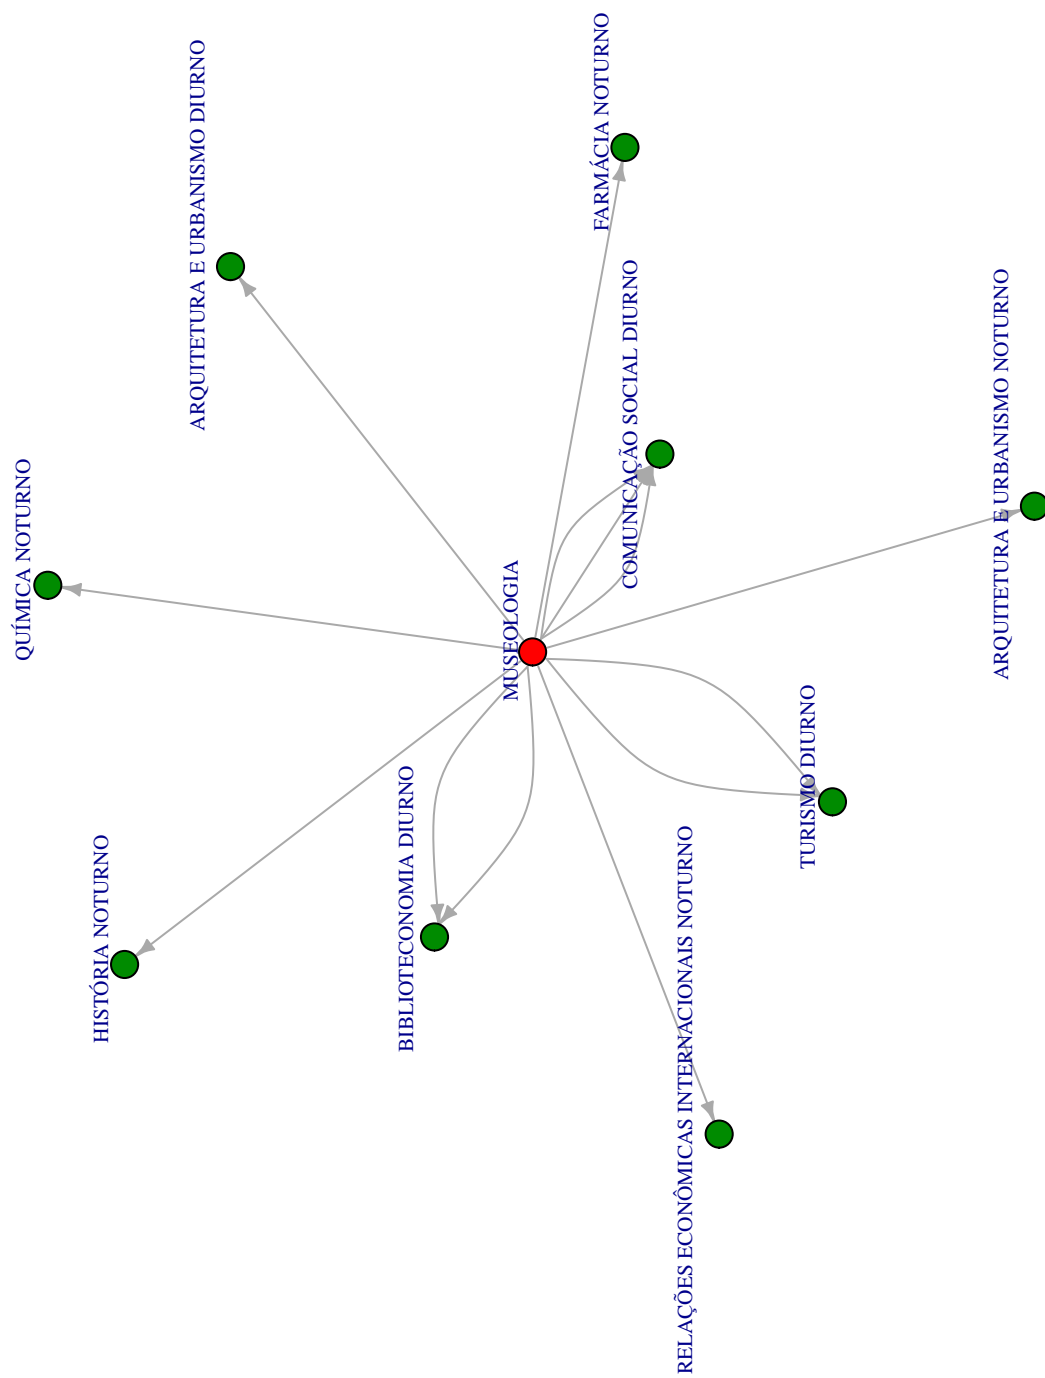 FARMÁCIA NOTURNO
ARQUITETURA E URBANISMO DIURNO
COMUNICAÇÃO SOCIAL DIURNO
ARQUITETURA E URBANISMO NOTURNO
QUÍMICA NOTURNO
MUSEOLOGIA
TURISMO DIURNO
BIBLIOTECONOMIA DIURNO
RELAÇÕES ECONÔMICAS INTERNACIONAIS NOTURNO
HISTÓRIA NOTURNO